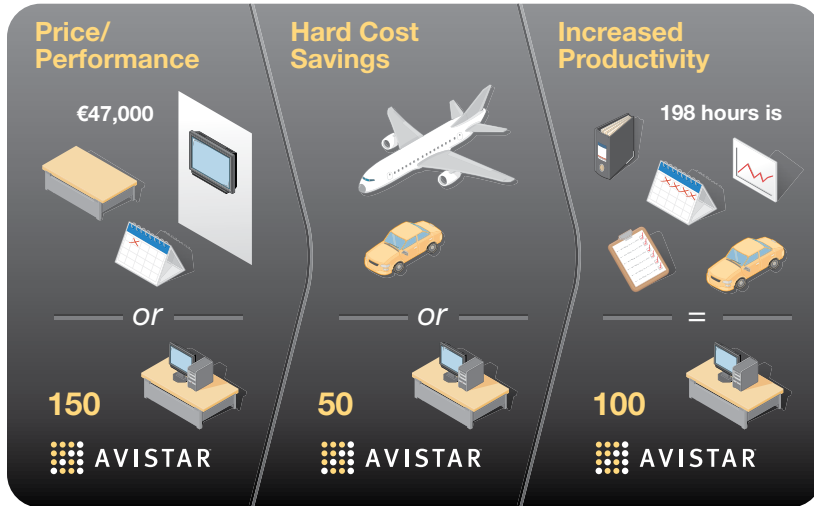 Price/
Performance
€47,000
or
150
AVISTAR
Hard Cost
Savings
or
50
AVISTAR
Increased
Productivity
198 hours is
=
100
AVISTAR